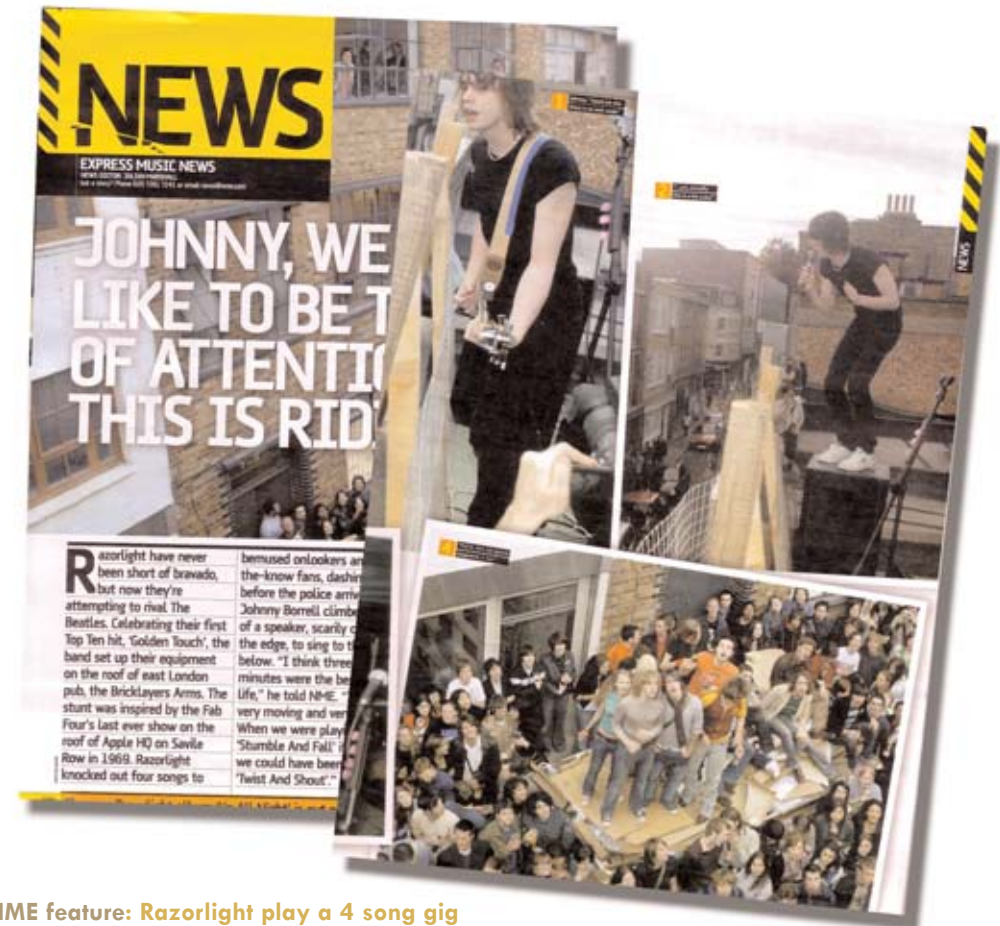 NEWS
EXPRESS MUSIC NEWS
JOHNNY, WE
LIKE TO BE T
OF ATTENTIO
THIS IS RID
Razorlight have never
been short of bravado,
but now they're
attempting to rival The
Beatles. Celebrating their first
Top Ten hit, 'Golden Touch', the
band set up their equipment
on the roof of east London
pub, the Bricklayers Arms. The
stunt was inspired by the Fab
Four's last ever show on the
roof of Apple HQ on Savile
Row in 1969. Razorlight
knocked out four songs to
bemused onlookers an
the-know fans, dashin
before the police arriv
Johnny Borrell climbe
of a speaker, scarily c
the edge, to sing to t
below. "I think three
minutes were the be
life," he told NME. "
very moving and ver
When we were play
'Stumble And Fall' i
we could have been
'Twist And Shout'."
1
2
NEWS
4
ME feature: Razorlight play a 4 song gig